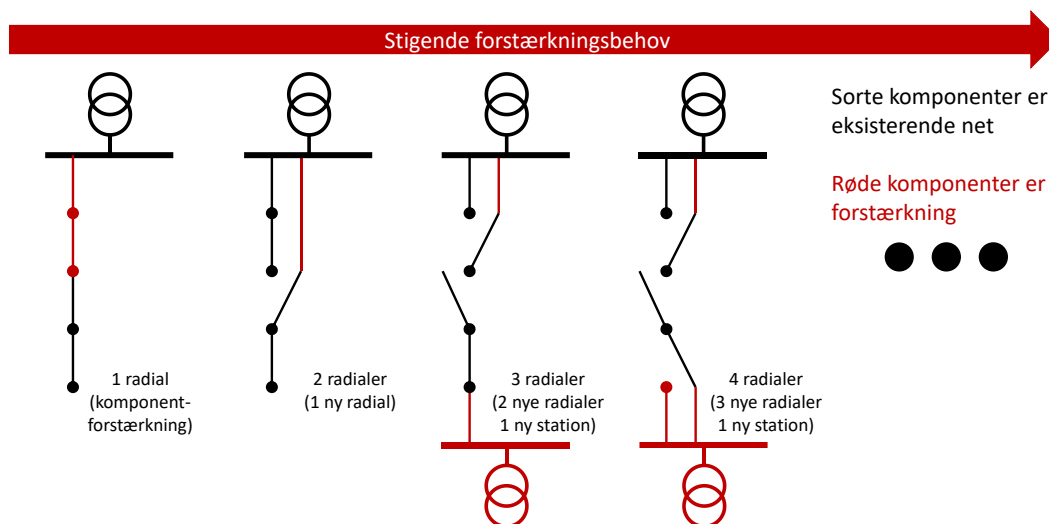 Stigende forstærkningsbehov
Sorte komponenter er
eksisterende net
Røde komponenter er
forstærkning
1 radial
(komponent-
forstærkning)
2 radialer
(1 ny radial)
3 radialer
(2 nye radialer
1 ny station)
4 radialer
(3 nye radialer
1 ny station)